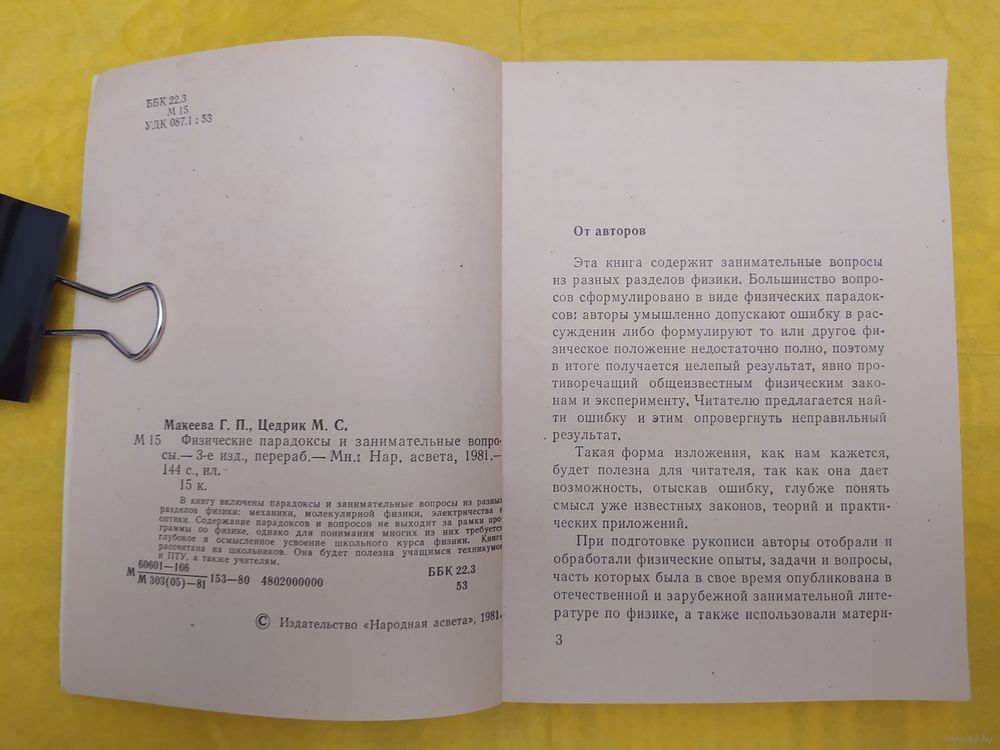 ББК 22.3
М 15
УДК 087.1 : 53
Макеева Г. П., Цедрик М. С.
М 15 Физические парадоксы и занимательные вопро-
сы.— 3-е изд., перераб.— Мн.: Нар. асвета, 1981.—
144 с., ил.
15 к.
В книгу включены парадоксы и занимательные вопросы из разных
разделов физики: механики, молекулярной физики, электричества и
оптики. Содержание парадоксов и вопросов не выходит за рамки про-
граммы по физике, однако для понимания многих из них требуется
глубокое и осмысленное усвоение школьного курса физики. Книга
рассчитана на школьников. Она будет полезна учащимся техникумов
и ПТУ, а также учителям.
М 60601—166
М 303(05)—81 153—80 4802000000
ББК 22.3
53
© Издательство «Народная асвета», 1981.
От авторов
Эта книга содержит занимательные вопросы
из разных разделов физики. Большинство вопро-
сов сформулировано в виде физических парадок-
сов: авторы умышленно допускают ошибку в рас-
суждении либо формулируют то или другое фи-
зическое положение недостаточно полно, поэтому
в итоге получается нелепый результат, явно про-
тиворечащий общеизвестным физическим зако-
нам и эксперименту. Читателю предлагается най-
ти ошибку и этим опровергнуть неправильный
результат.
Такая форма изложения, как нам кажется,
будет полезна для читателя, так как она дает
возможность, отыскав ошибку, глубже понять
смысл уже известных законов, теорий и практи-
ческих приложений.
При подготовке рукописи авторы отобрали и
обработали физические опыты, задачи и вопросы,
часть которых была в свое время опубликована в
отечественной и зарубежной занимательной лите-
ратуре по физике, а также использовали матери-
3
www.ay.by